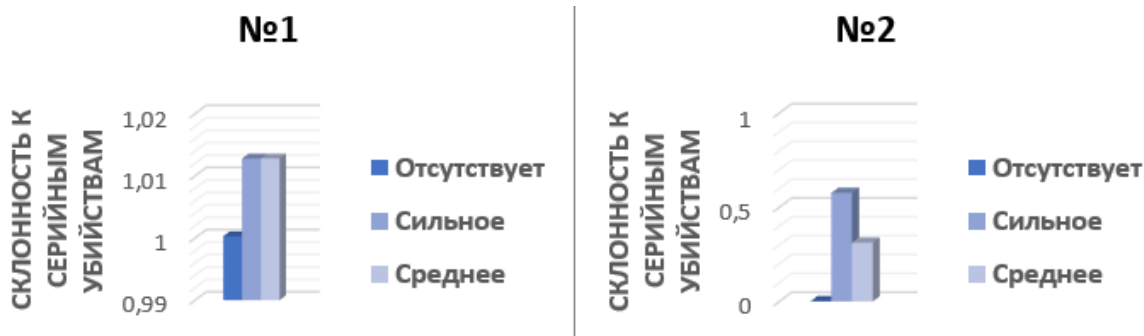 №1
СКЛОННОСТЬ К
СЕРИЙНЫМ
УБИЙСТВАМ
1,02
1,01
1
0,99
Отсутствует
Сильное
Среднее
№2
СКЛОННОСТЬ К
СЕРИЙНЫМ
УБИЙСТВАМ
1
0,5
0
Отсутствует
Сильное
Среднее